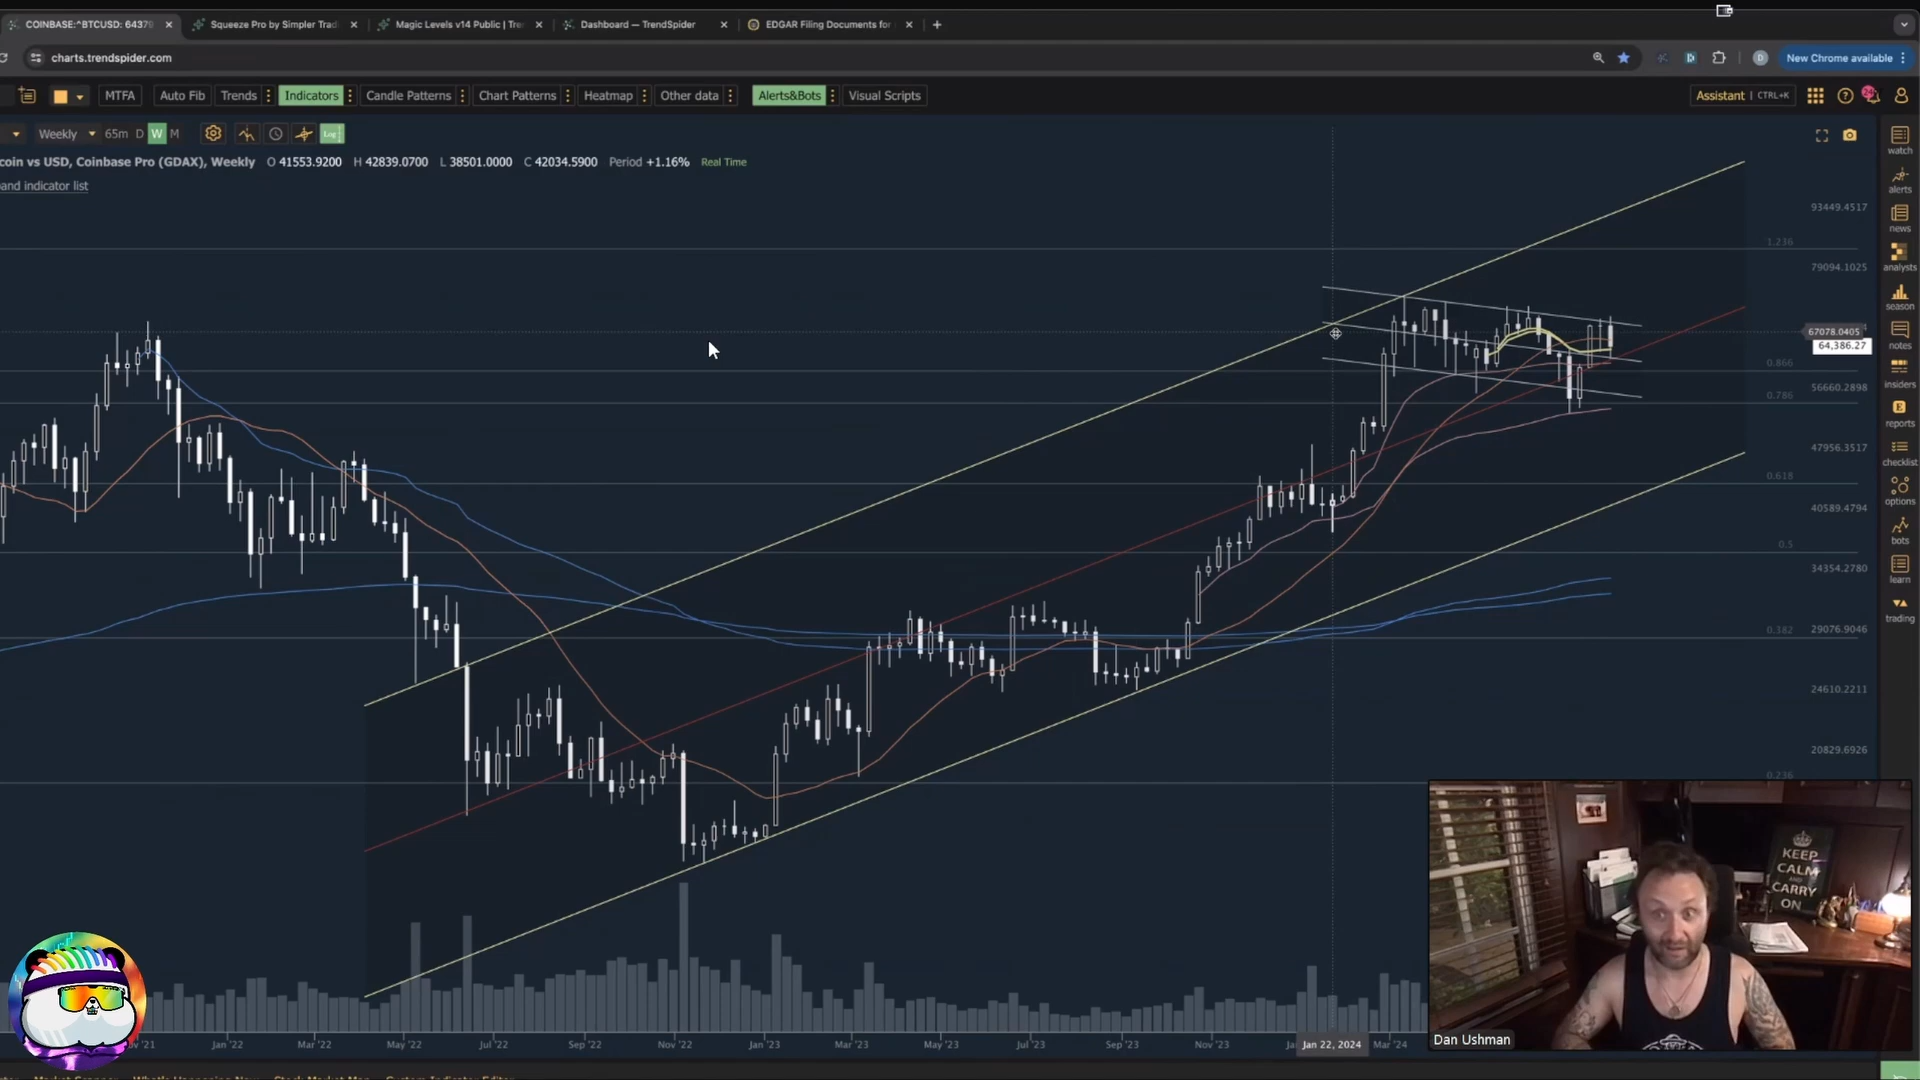 COINBASE:^BTCUSD: 6437
Squeeze Pro by Simpler Trad
Magic Levels v14 Public | Tre
Dashboard — TrendSpider
EDGAR Filing Documents for
charts.trendspider.com
New Chrome available
MTFA
Auto Fib
Trends
Indicators
Candle Patterns
Chart Patterns
Heatmap
Other data
Alerts&Bots
Visual Scripts
Assistant | CTRL+K
Weekly
65m
D
W
M
Log
coin vs USD, Coinbase Pro (GDAX), Weekly O 41553.9200 H 42839.0700 L 38501.0000 C 42034.5900 Period +1.16% Real Time
and indicator list
93449.4517
1.236
79094.1025
67078.0405
64,386.27
0.866
56660.2898
0.786
47956.3517
0.618
40589.4794
0.5
34354.2780
0.382
29076.9046
24610.2211
20829.6926
0.236
watch
alerts
news
analysts
season
notes
insiders
reports
checklist
options
bots
learn
trading
KEEP
CALM
AND
CARRY
ON
Dan Ushman
ov '21
Jan '22
Mar '22
May '22
Jul '22
Sep '22
Nov '22
Jan '23
Mar '23
May '23
Jul '23
Sep '23
Nov '23
Jan 22, 2024
Mar '24